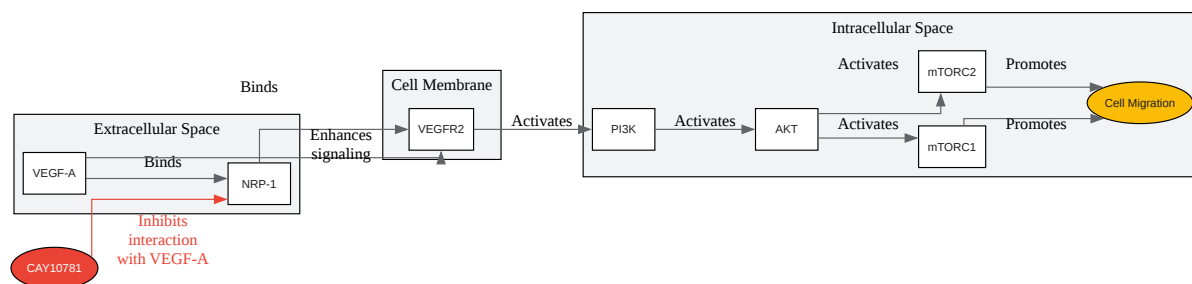 Intracellular Space
Activates
mTORC2
Promotes
Binds
Cell Membrane
Cell Migration
Extracellular Space
VEGFR2
Activates
PI3K
Activates
AKT
Activates
Promotes
Enhances
signaling
mTORC1
VEGF-A
Binds
NRP-1
Inhibits
interaction
with VEGF-A
CAY10781